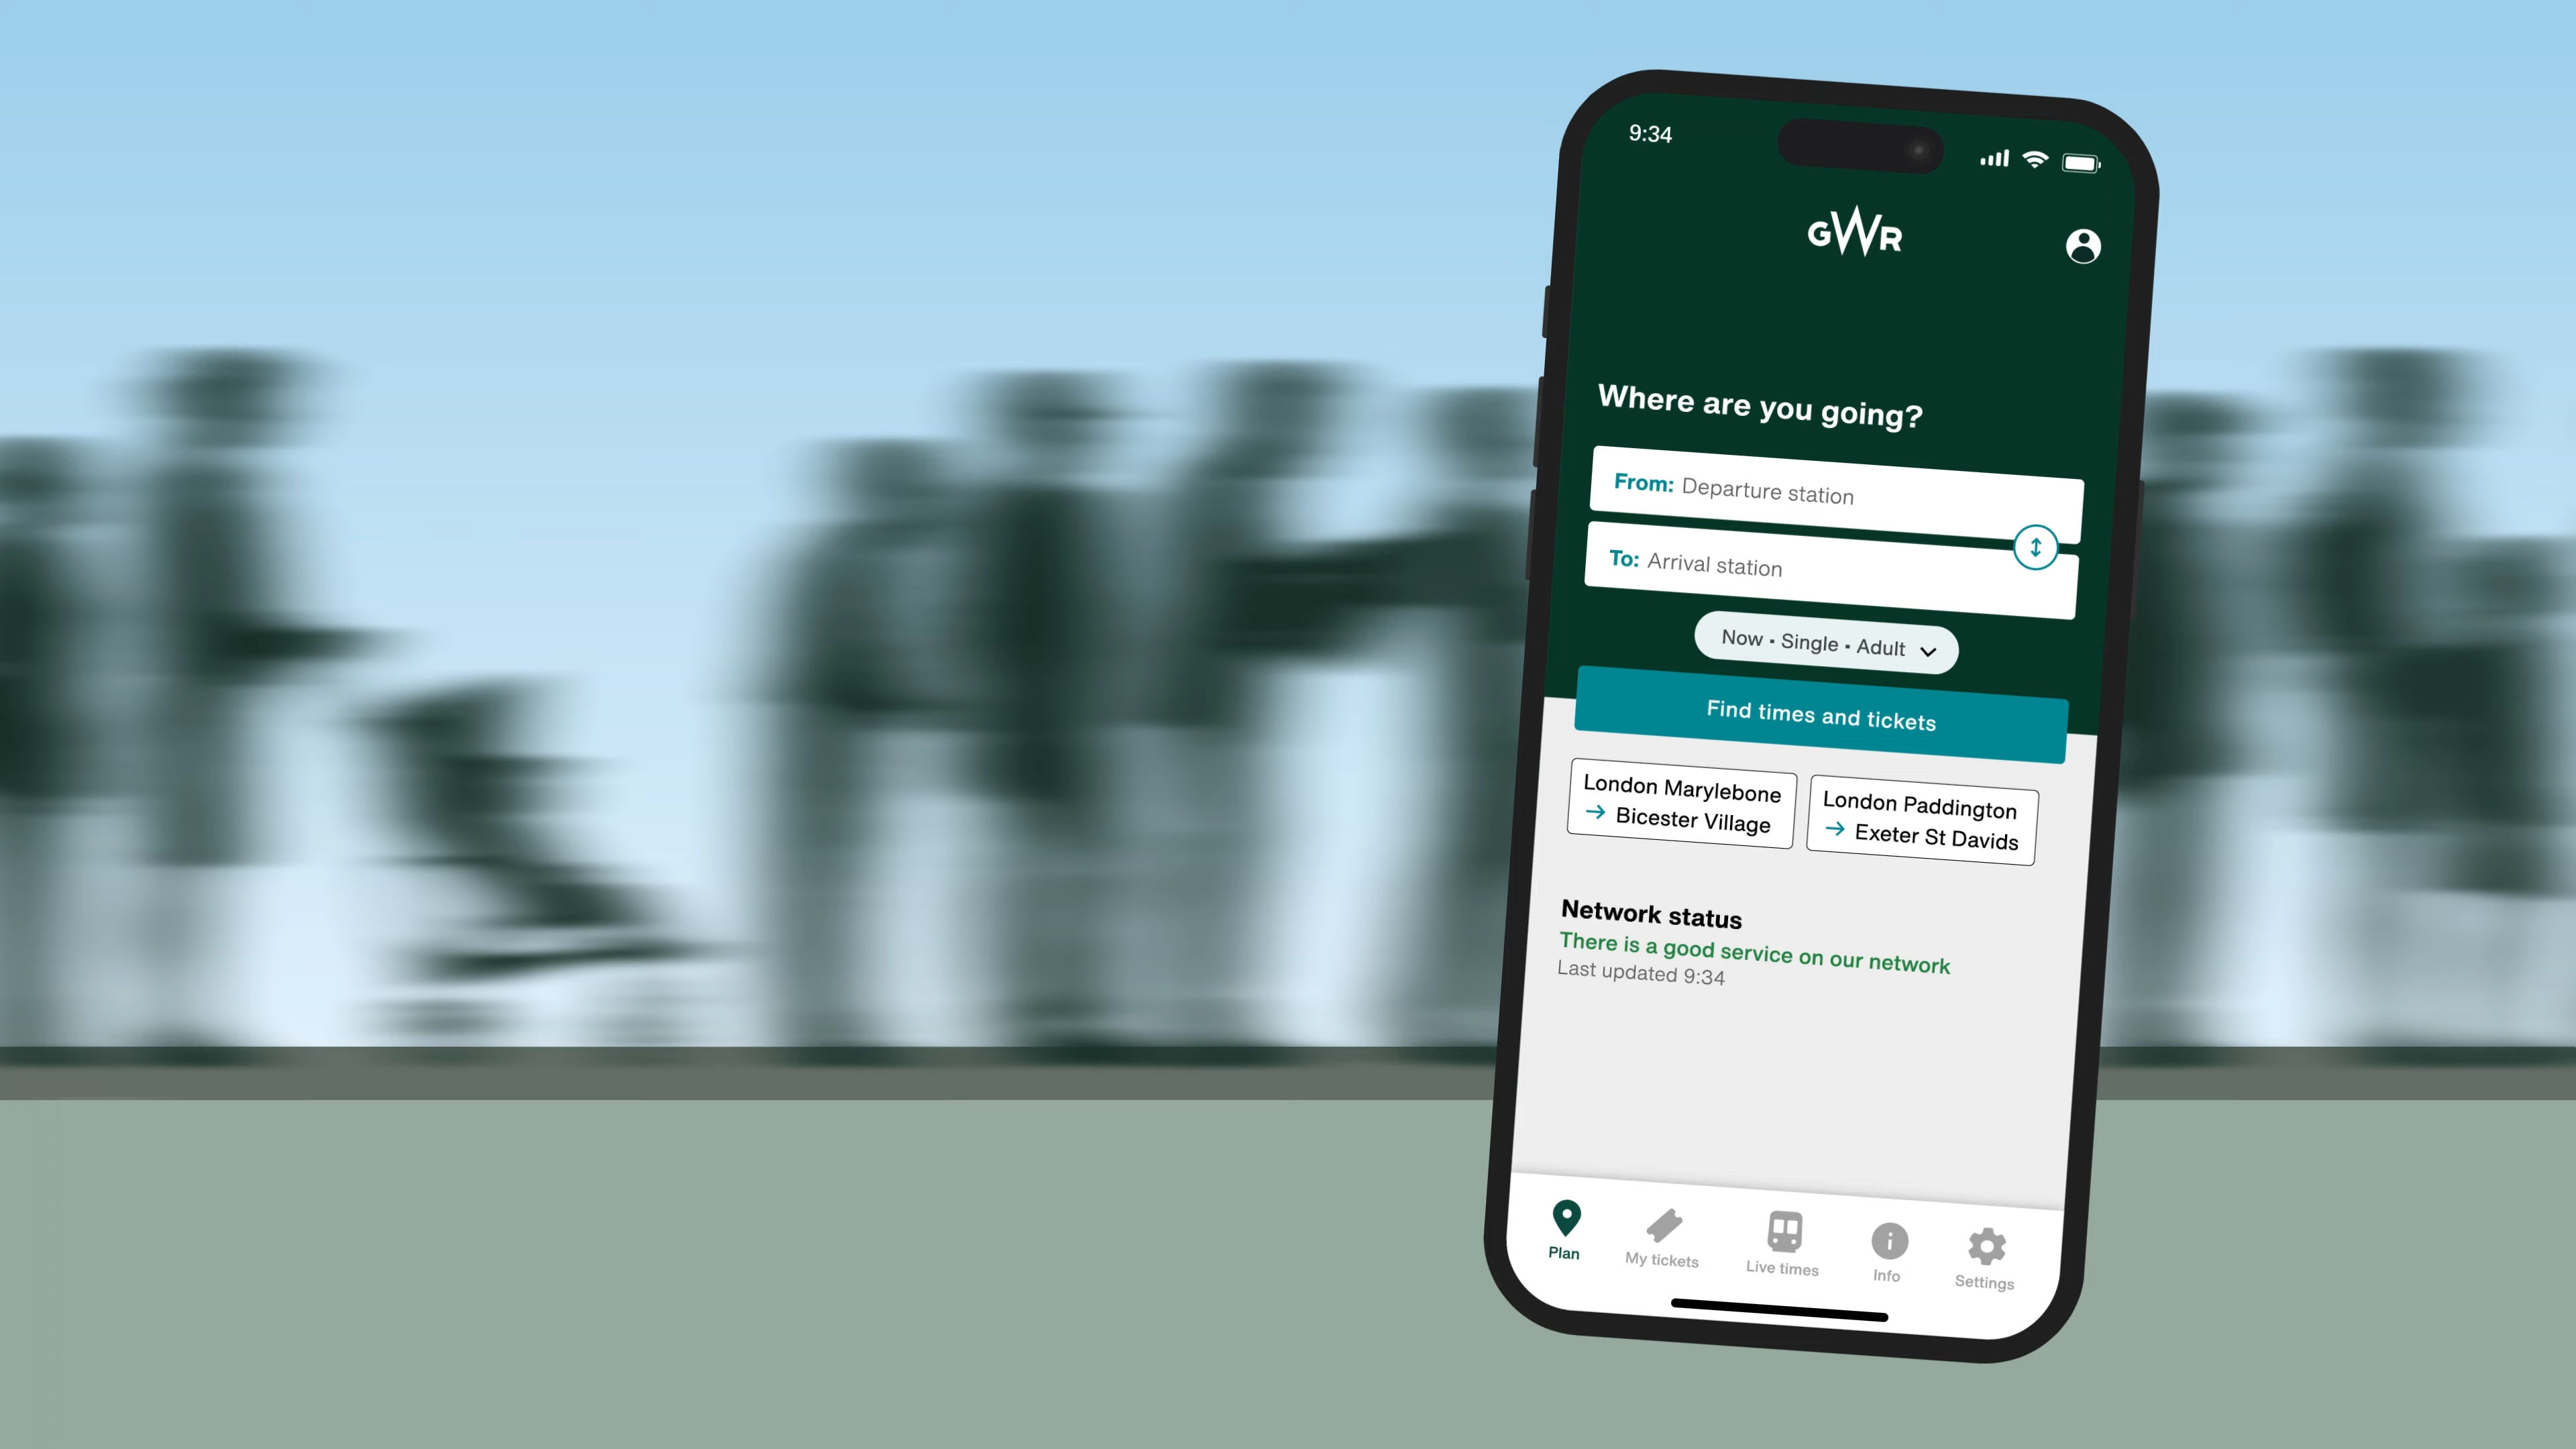 9:34
GWR
Where are you going?
From: Departure station
To: Arrival station
Now • Single • Adult
Find times and tickets
London Marylebone
→ Bicester Village
London Paddington
→ Exeter St Davids
Network status
There is a good service on our network
Last updated 9:34
Plan
My tickets
Live times
Info
Settings